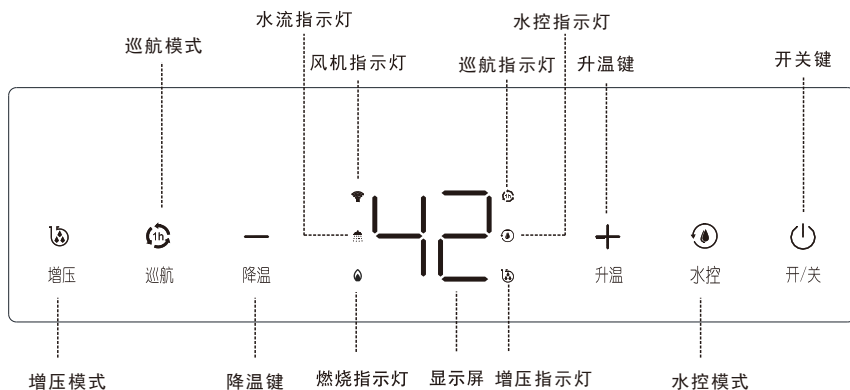 水流指示灯 水控指示灯
巡航模式 风机指示灯 巡航指示灯 升温键 开关键
42
1h 1h
增压 巡航 降温 升温 水控 开/关
增压模式 降温键 燃烧指示灯 显示屏 增压指示灯 水控模式